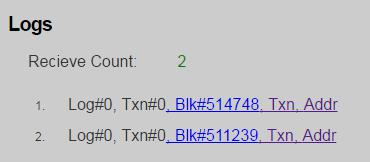 Logs
Recieve Count: 2
1. Log#0, Txn#0, Blk#514748, Txn, Addr
2. Log#0, Txn#0, Blk#511239, Txn, Addr